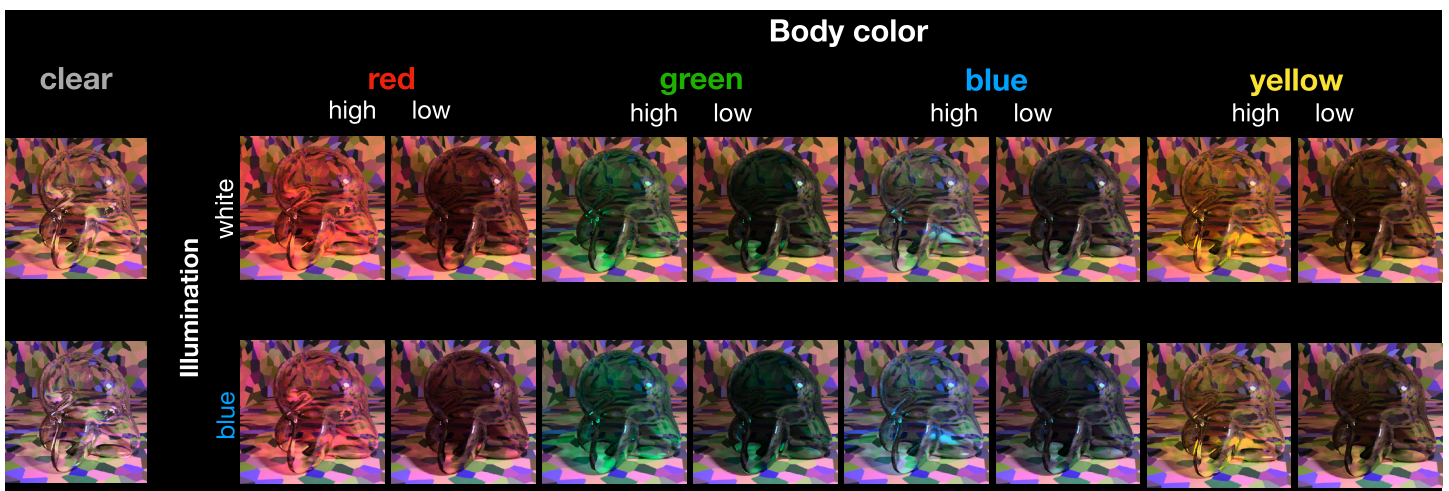 Body color
clear
red
green
blue
yellow
high low
high low
high low
high low
Illumination
white
blue